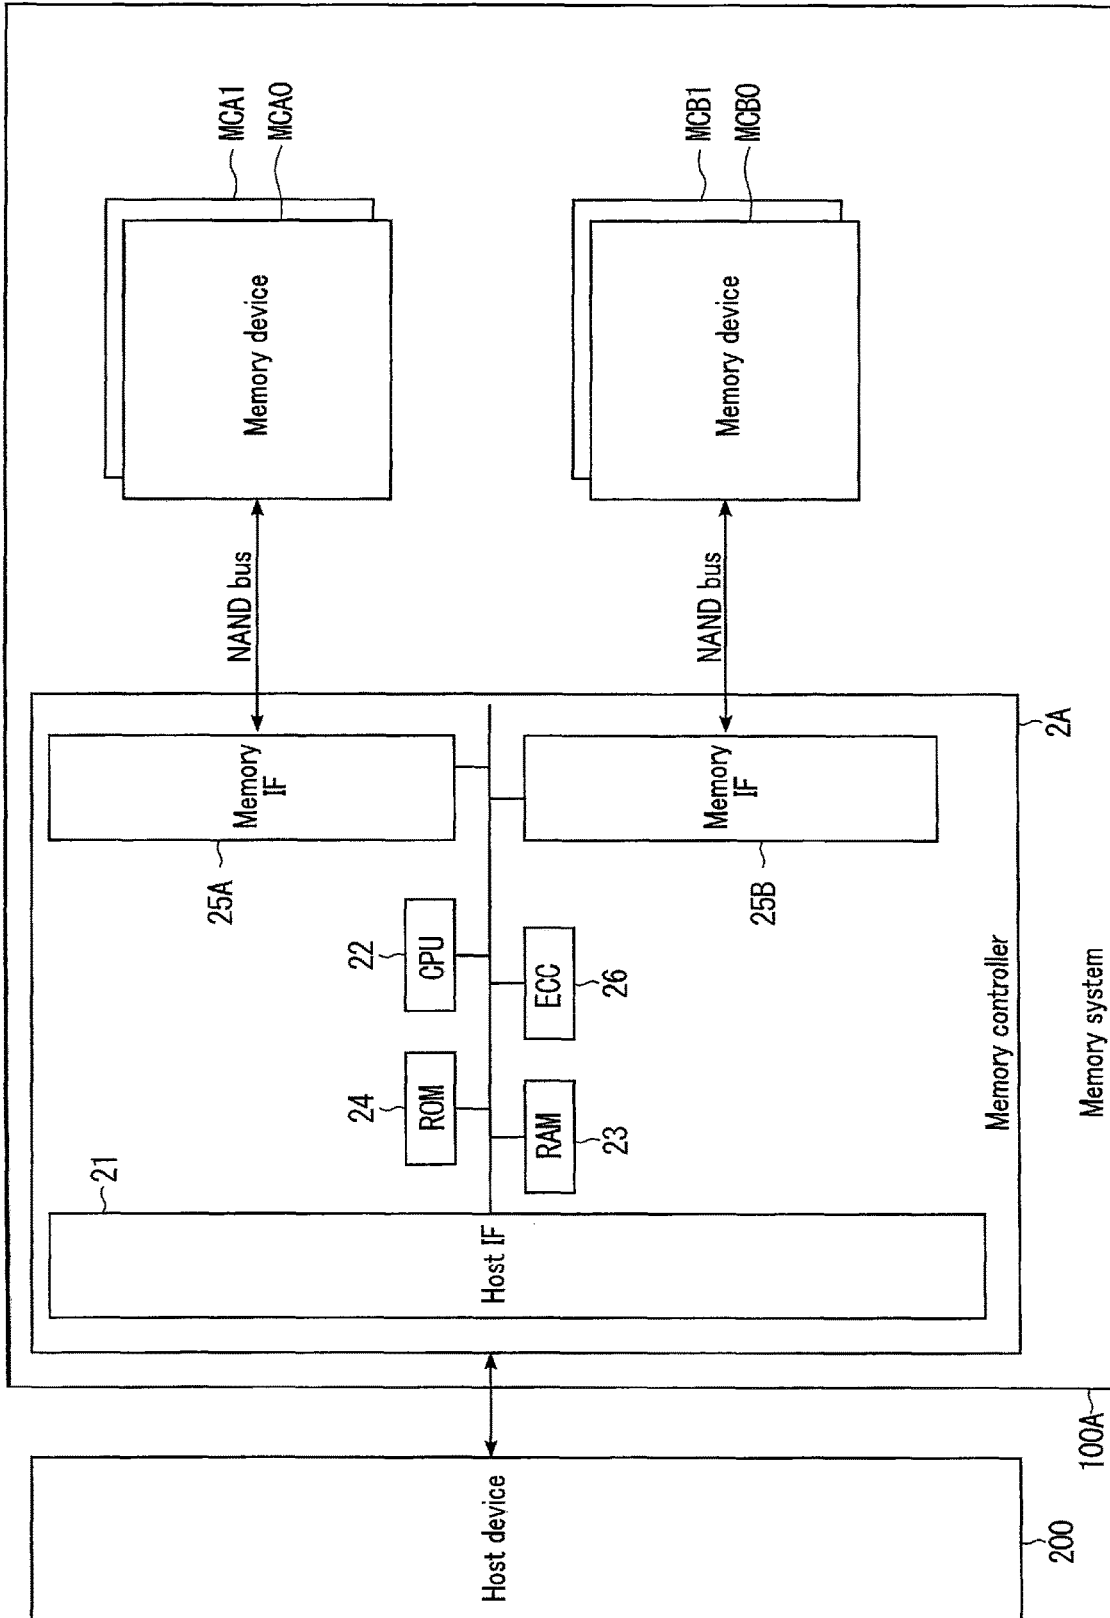 Host device
200
100A
Memory system
Memory controller
2A
Host IF
21
ROM
24
CPU
22
RAM
23
ECC
26
Memory
IF
25A
Memory
IF
25B
NAND bus
NAND bus
Memory device
MCA1
MCA0
Memory device
MCB1
MCB0